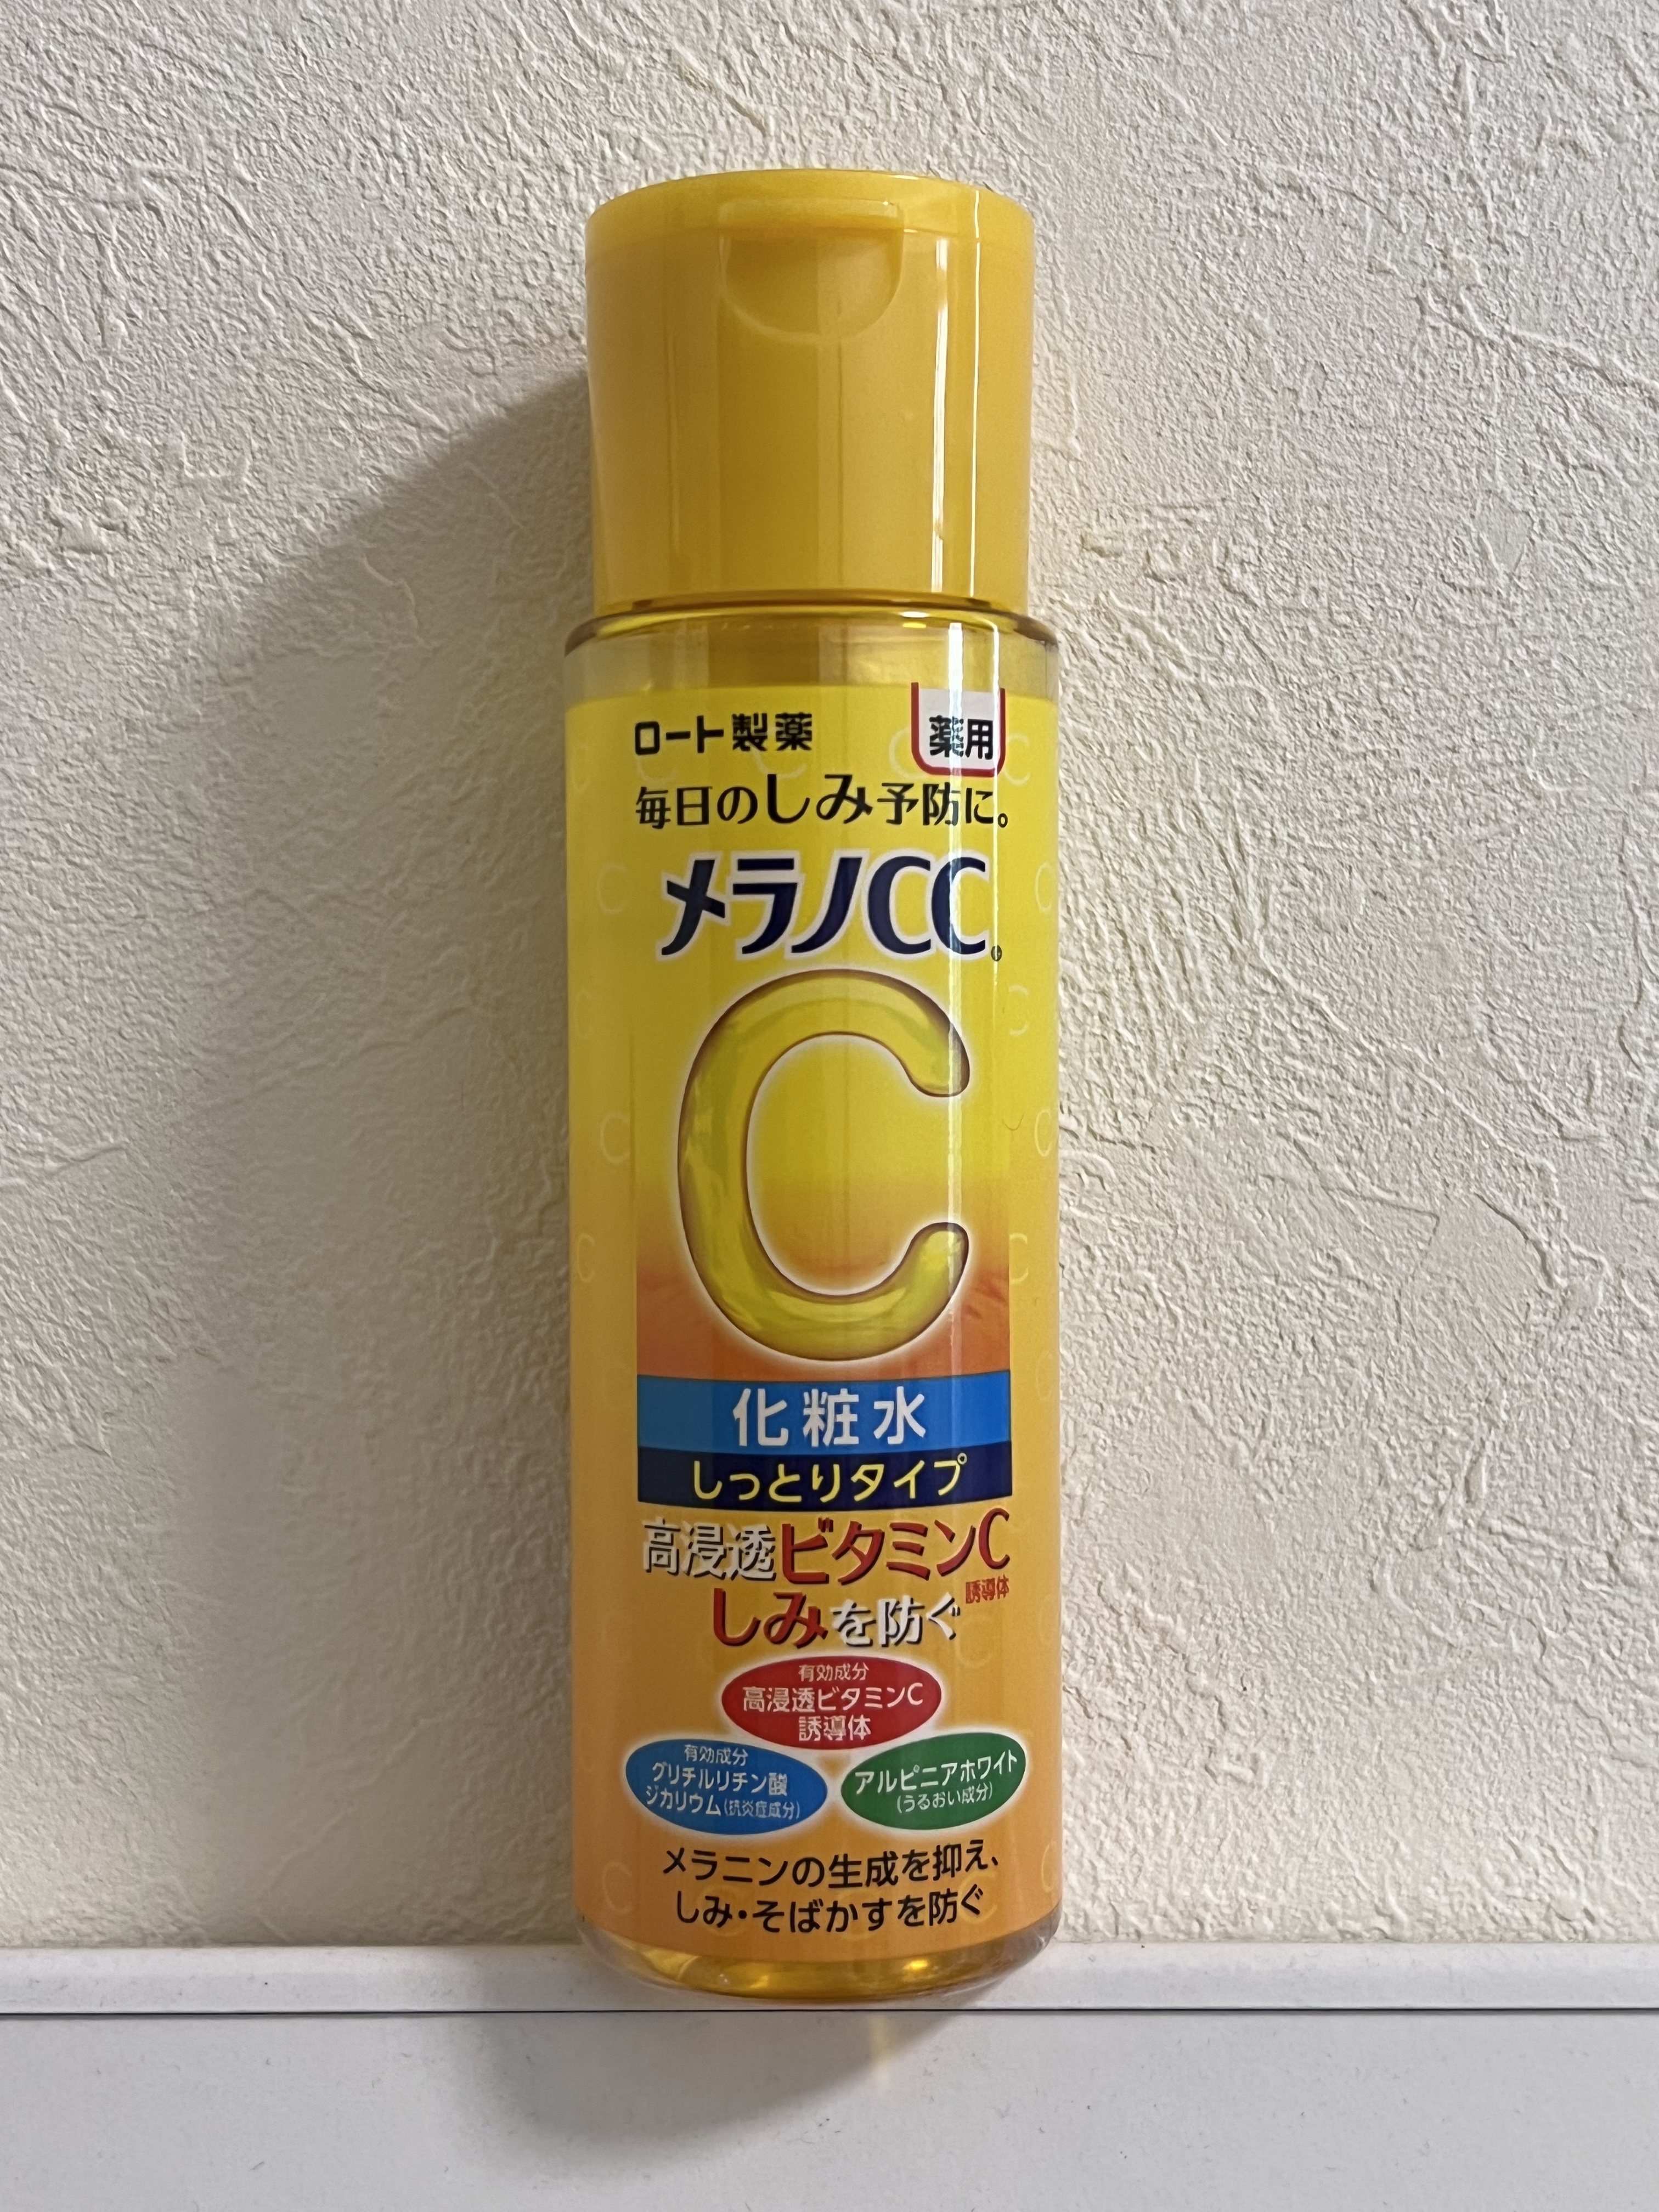 ロート製薬
薬用
毎日のしみ予防に。
メラノCC®
C
化粧水
しっとりタイプ
高浸透ビタミンC
誘導体
しみを防ぐ
有効成分
高浸透ビタミンC
誘導体
有効成分
グリチルリチン酸
ジカリウム(抗炎症成分)
アルピニアホワイト
(うるおい成分)
メラニンの生成を抑え、
しみ・そばかすを防ぐ